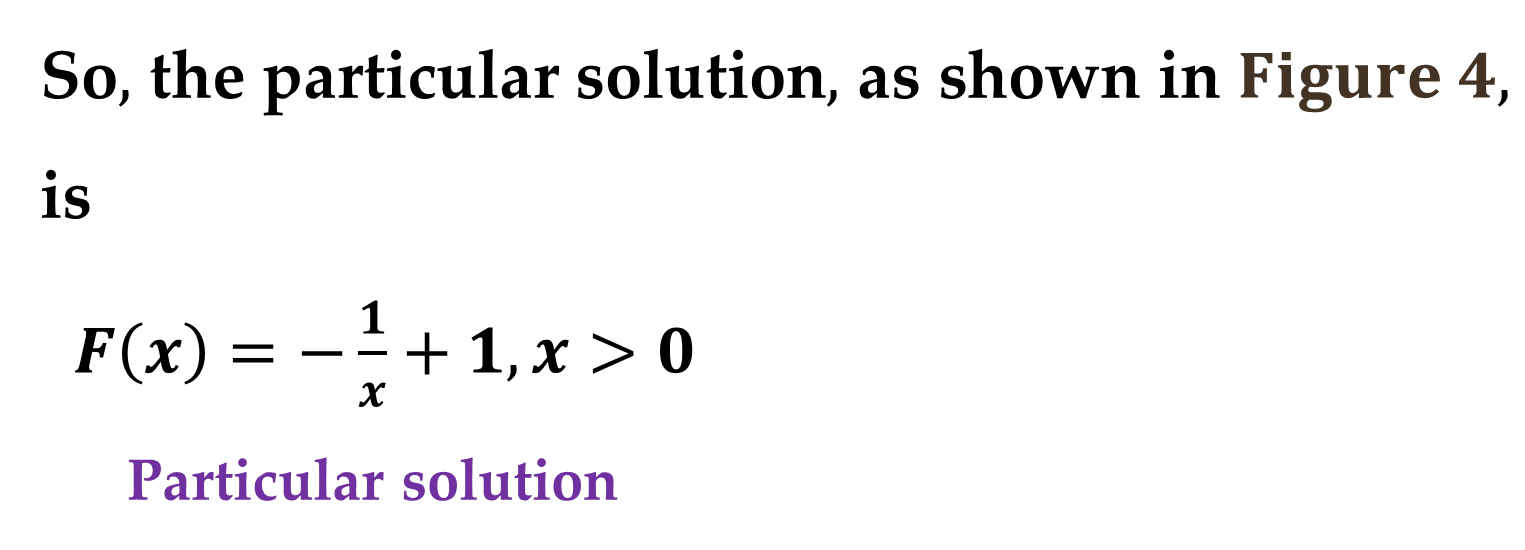 So, the particular solution, as shown in Figure 4,
is
F(x) = −1/x + 1, x > 0
Particular solution